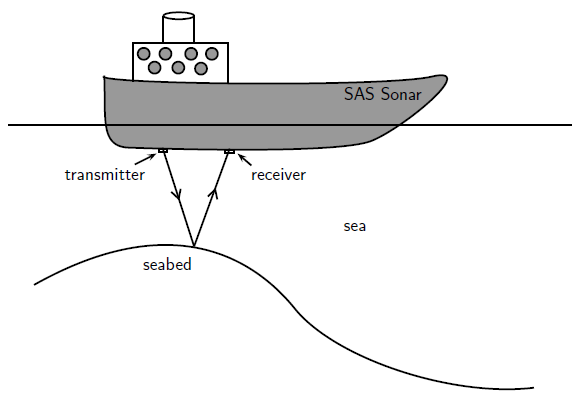 SAS Sonar
transmitter
receiver
sea
seabed